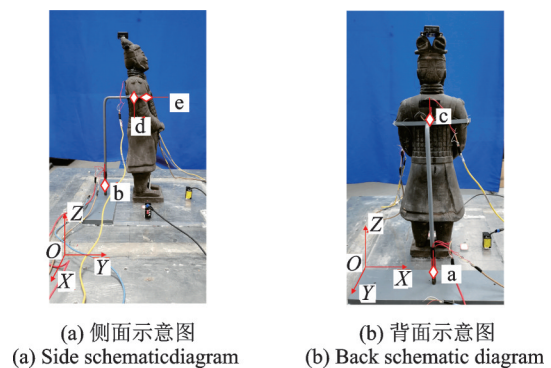 e
d
b
Z
O
Y
X
c
a
Z
O
X
Y
(a) 侧面示意图
(b) 背面示意图
(a) Side schematicdiagram
(b) Back schematic diagram